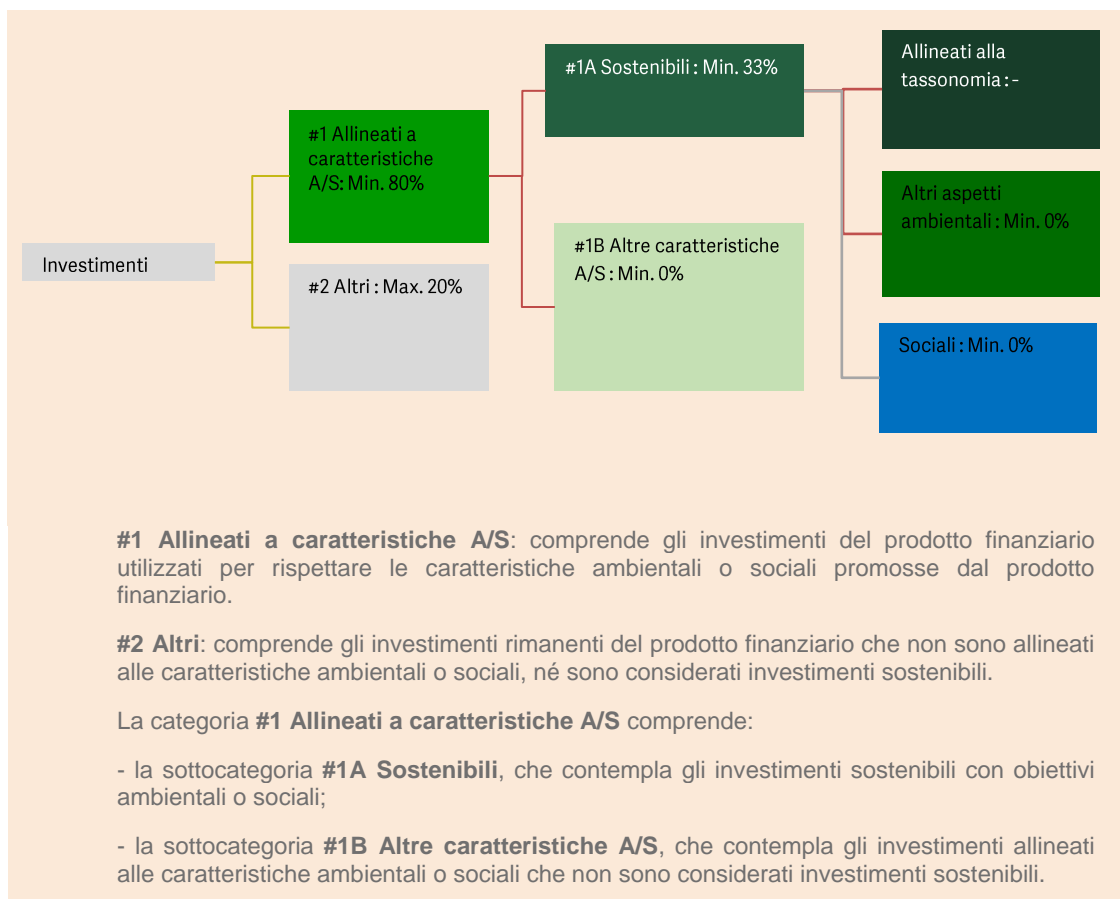 #1A Sostenibili : Min. 33%
Allineati alla
tassonomia : -
#1 Allineati a
caratteristiche
A/S: Min. 80%
Altri aspetti
ambientali : Min. 0%
#1B Altre caratteristiche
A/S : Min. 0%
Investimenti
#2 Altri : Max. 20%
Sociali : Min. 0%
#1 Allineati a caratteristiche A/S: comprende gli investimenti del prodotto finanziario
utilizzati per rispettare le caratteristiche ambientali o sociali promosse dal prodotto
finanziario.
#2 Altri: comprende gli investimenti rimanenti del prodotto finanziario che non sono allineati
alle caratteristiche ambientali o sociali, né sono considerati investimenti sostenibili.
La categoria #1 Allineati a caratteristiche A/S comprende:
- la sottocategoria #1A Sostenibili, che contempla gli investimenti sostenibili con obiettivi
ambientali o sociali;
- la sottocategoria #1B Altre caratteristiche A/S, che contempla gli investimenti allineati
alle caratteristiche ambientali o sociali che non sono considerati investimenti sostenibili.